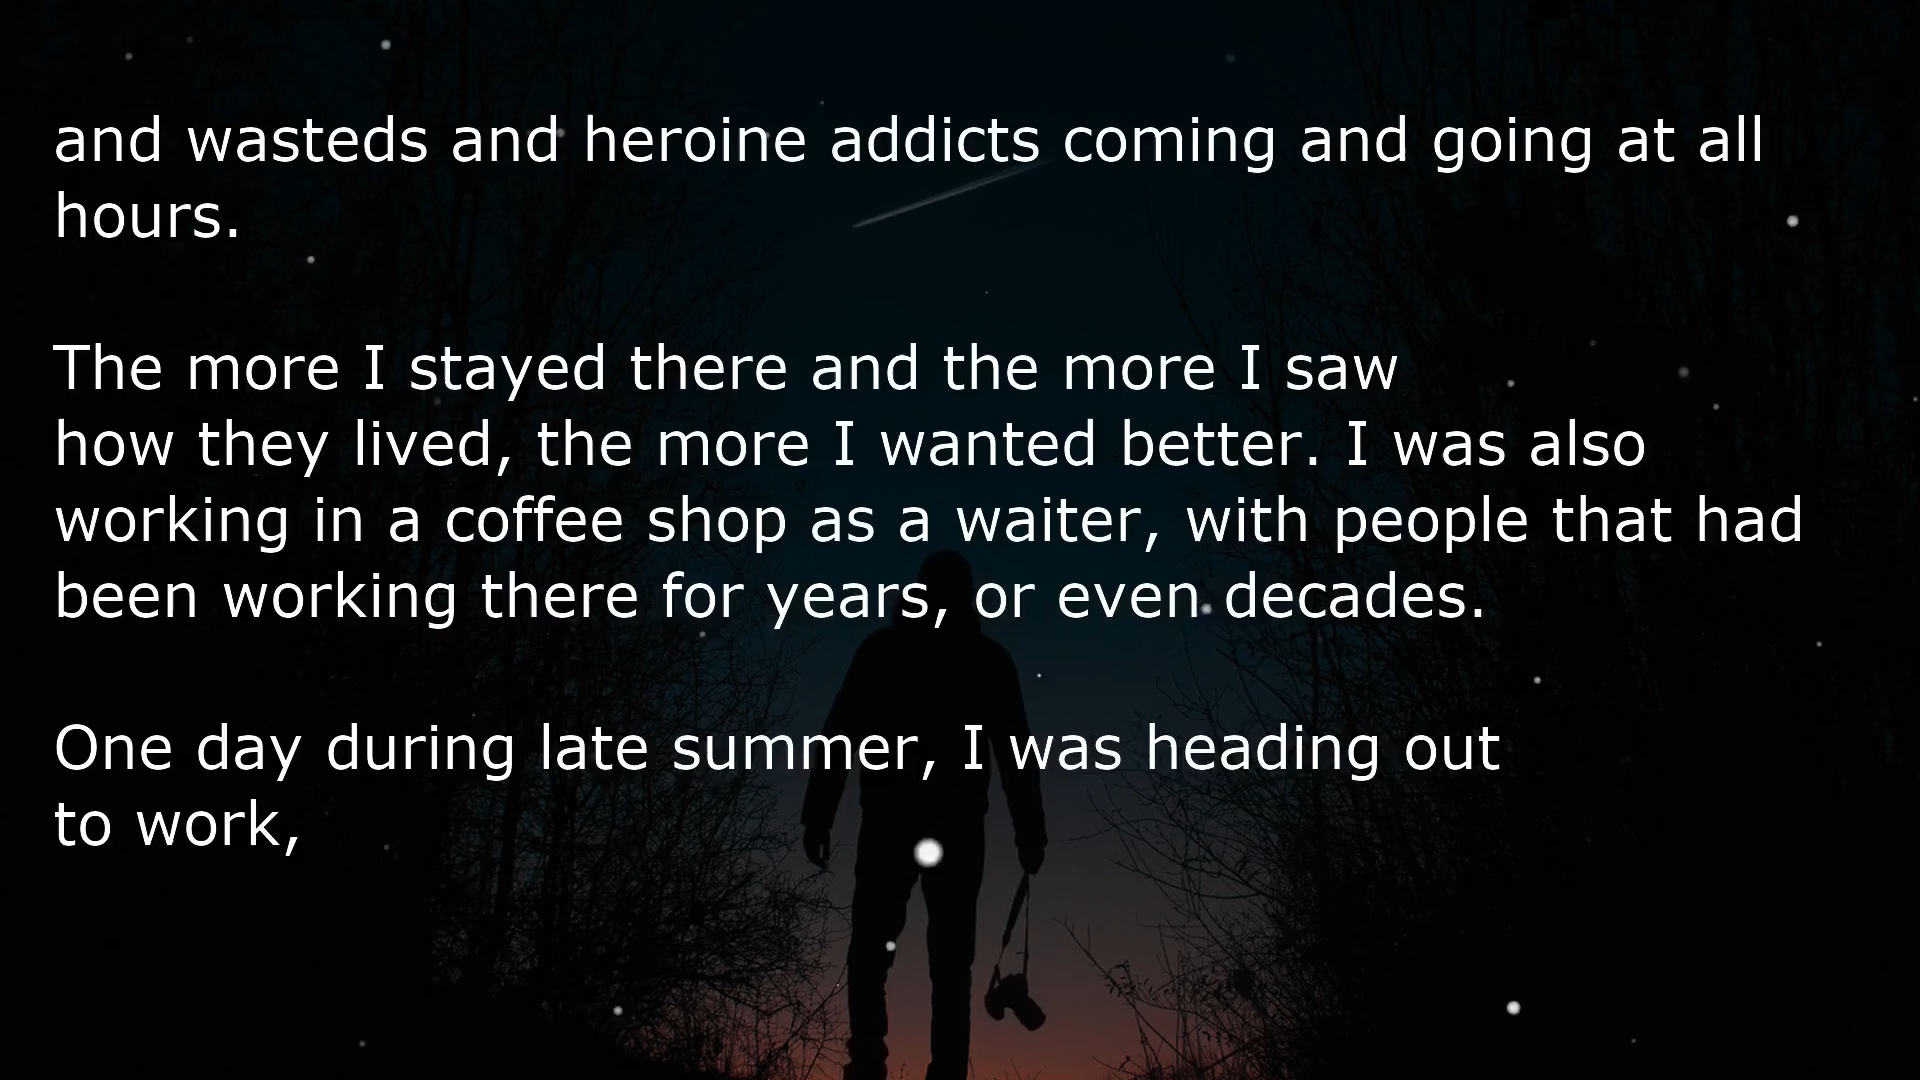 and wasteds and heroine addicts coming and going at all
hours.
The more I stayed there and the more I saw
how they lived, the more I wanted better. I was also
working in a coffee shop as a waiter, with people that had
been working there for years, or even decades.
One day during late summer, I was heading out
to work,